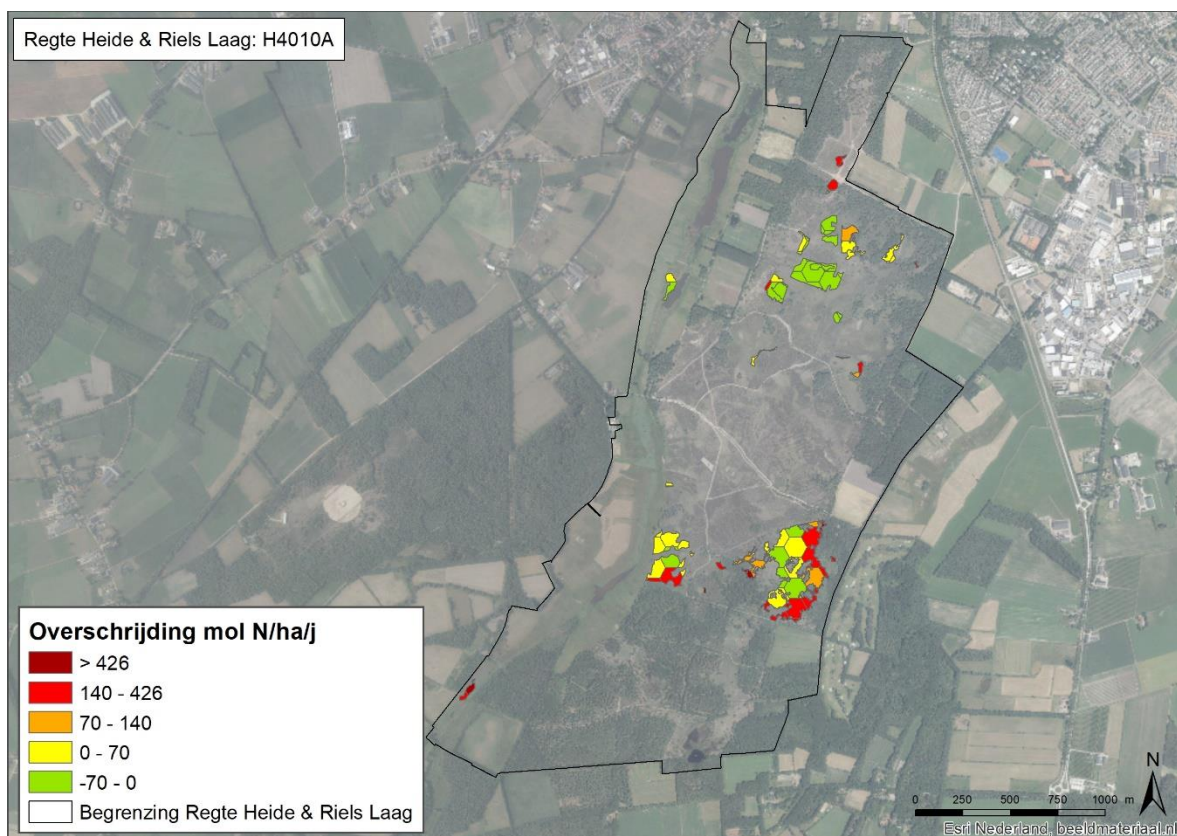 Regte Heide & Riels Laag: H4010A
Overschrijding mol N/ha/j
> 426
140 - 426
70 - 140
0 - 70
-70 - 0
Begrenzing Regte Heide & Riels Laag
N
0 250 500 750 1000 m
Esri Nederland, beeldmateriaal.nl